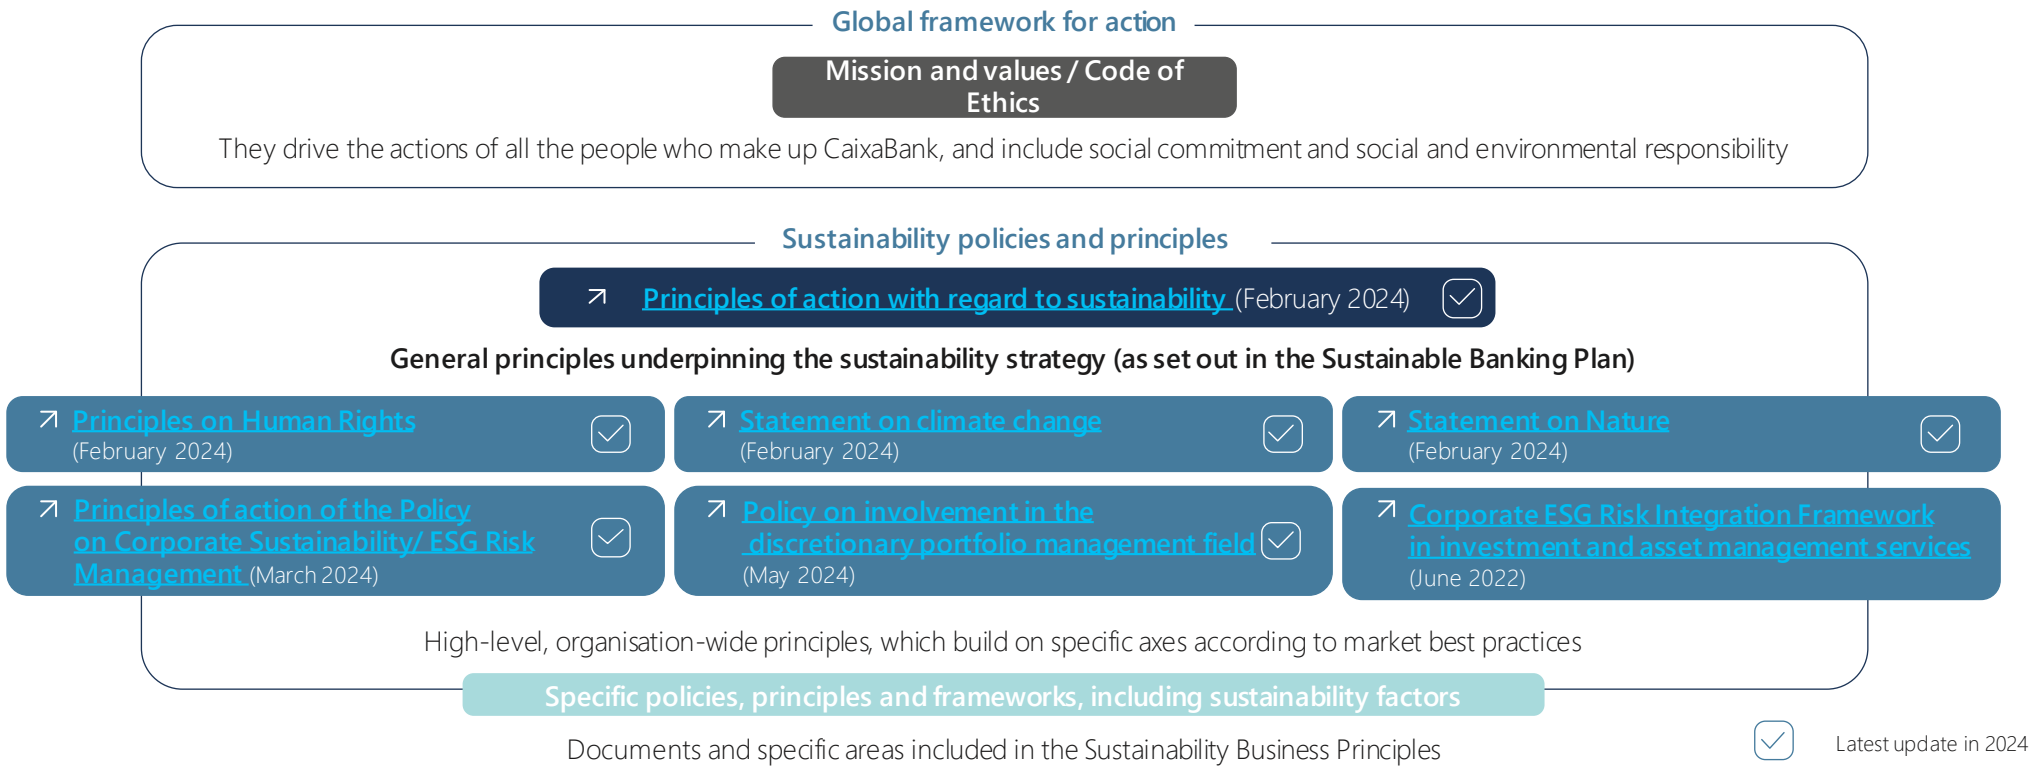 Global framework for action
Mission and values / Code of
Ethics
They drive the actions of all the people who make up CaixaBank, and include social commitment and social and environmental responsibility
Sustainability policies and principles
Principles of action with regard to sustainability (February 2024)
General principles underpinning the sustainability strategy (as set out in the Sustainable Banking Plan)
Principles on Human Rights
(February 2024)
Statement on climate change
(February 2024)
Statement on Nature
(February 2024)
Principles of action of the Policy
on Corporate Sustainability/ ESG Risk
Management (March 2024)
Policy on involvement in the
discretionary portfolio management field
(May 2024)
Corporate ESG Risk Integration Framework
in investment and asset management services
(June 2022)
High-level, organisation-wide principles, which build on specific axes according to market best practices
Specific policies, principles and frameworks, including sustainability factors
Documents and specific areas included in the Sustainability Business Principles
Latest update in 2024